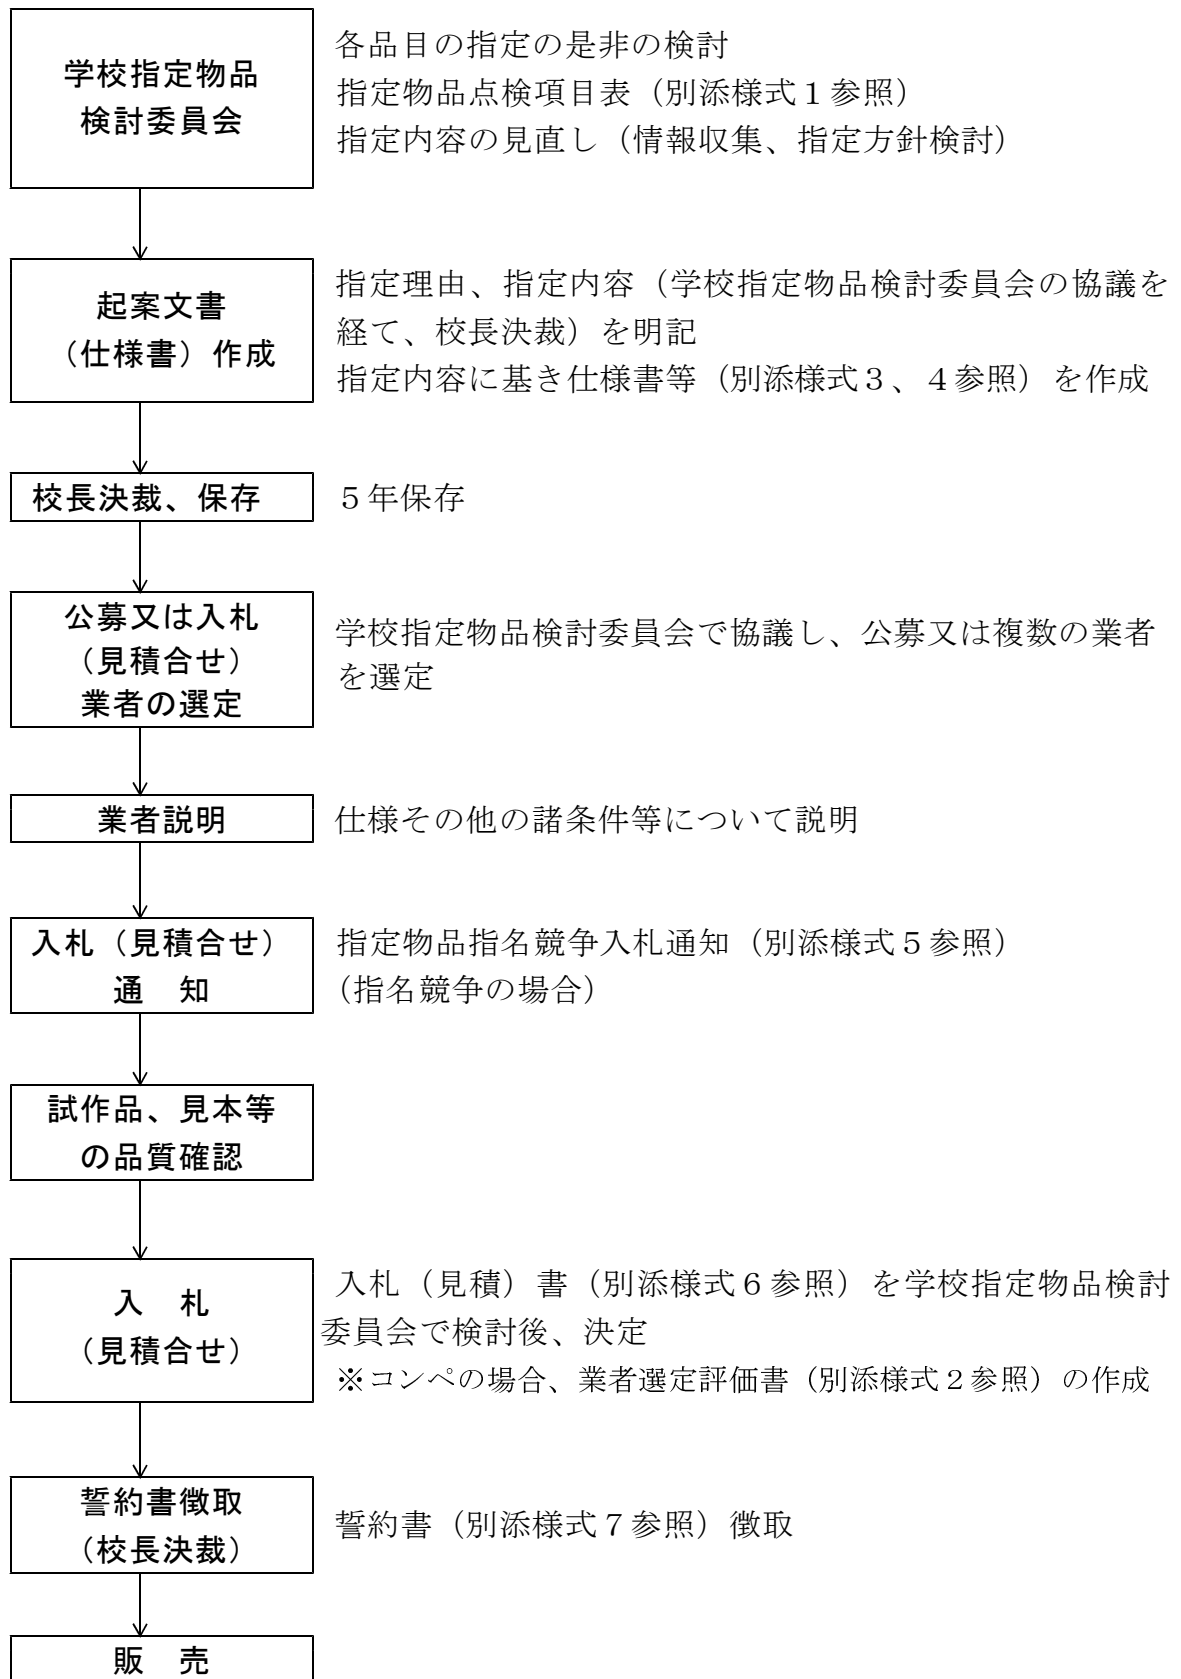 学校指定物品
検討委員会
各品目の指定の是非の検討
指定物品点検項目表（別添様式１参照）
指定内容の見直し（情報収集、指定方針検討）
起案文書
（仕様書）作成
指定理由、指定内容（学校指定物品検討委員会の協議を
経て、校長決裁）を明記
指定内容に基き仕様書等（別添様式３、４参照）を作成
校長決裁、保存
５年保存
公募又は入札
（見積合せ）
業者の選定
学校指定物品検討委員会で協議し、公募又は複数の業者
を選定
業者説明
仕様その他の諸条件等について説明
入札（見積合せ）
通　知
指定物品指名競争入札通知（別添様式５参照）
（指名競争の場合）
試作品、見本等
の品質確認
入　札
（見積合せ）
入札（見積）書（別添様式６参照）を学校指定物品検討
委員会で検討後、決定
※コンペの場合、業者選定評価書（別添様式２参照）の作成
誓約書徴取
（校長決裁）
誓約書（別添様式７参照）徴取
販　売